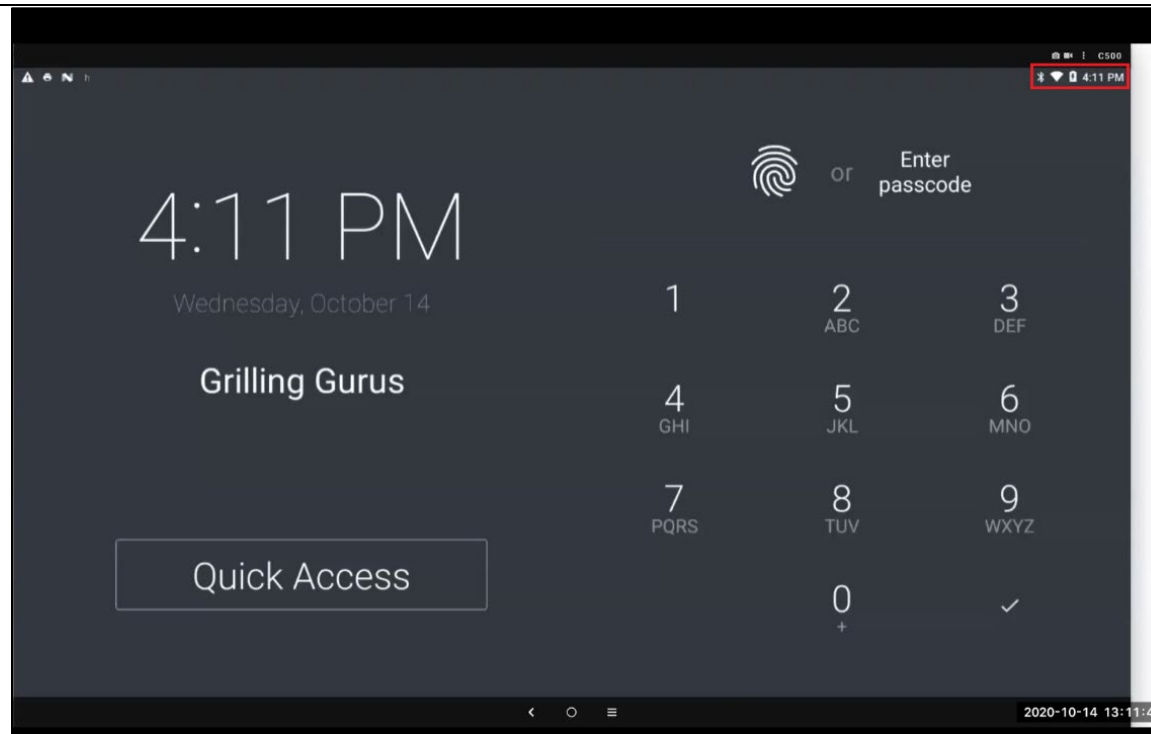 C500
4:11 PM
Enter
passcode
or
4:11 PM
Wednesday, October 14
Grilling Gurus
Quick Access
1
2
ABC
3
DEF
4
GHI
5
JKL
6
MNO
7
PQRS
8
TUV
9
WXYZ
0
+
2020-10-14 13:11:4